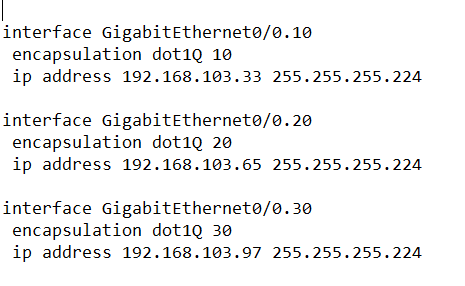 interface GigabitEthernet0/0.10
encapsulation dot1Q 10
ip address 192.168.103.33 255.255.255.224
interface GigabitEthernet0/0.20
encapsulation dot1Q 20
ip address 192.168.103.65 255.255.255.224
interface GigabitEthernet0/0.30
encapsulation dot1Q 30
ip address 192.168.103.97 255.255.255.224